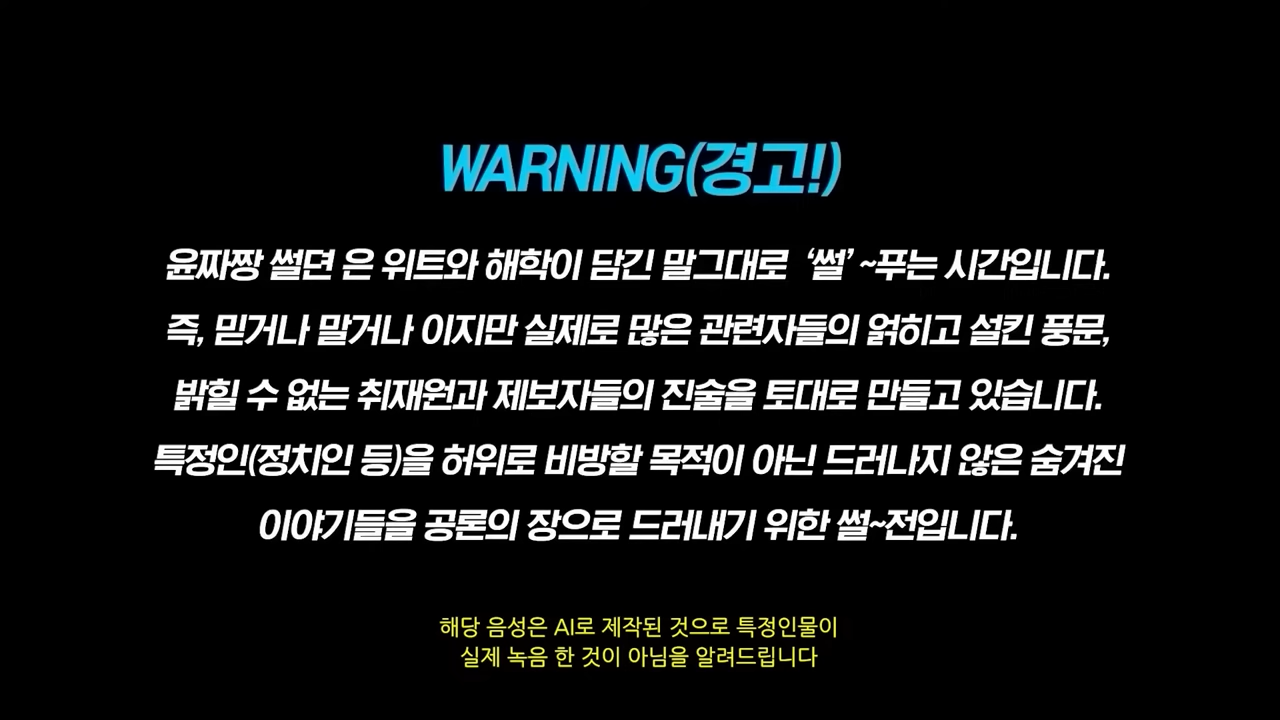 WARNING(경고!)
윤짜장 썰뎐 은 위트와 해학이 담긴 말그대로 ‘썰’ ~푸는 시간입니다.
즉, 믿거나 말거나 이지만 실제로 많은 관련자들의 얽히고 설킨 풍문,
밝힐 수 없는 취재원과 제보자들의 진술을 토대로 만들고 있습니다.
특정인(정치인 등)을 허위로 비방할 목적이 아닌 드러나지 않은 숨겨진
이야기들을 공론의 장으로 드러내기 위한 썰~전입니다.
해당 음성은 AI로 제작된 것으로 특정인물이
실제 녹음 한 것이 아님을 알려드립니다